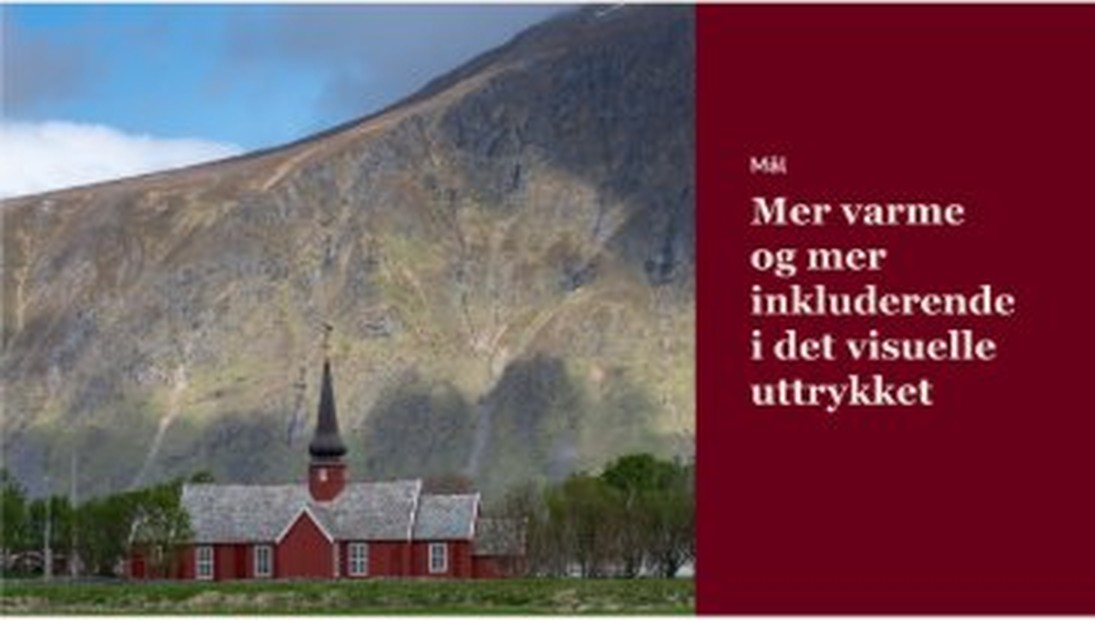 Mål
Mer varme
og mer
inkluderende
i det visuelle
uttrykket